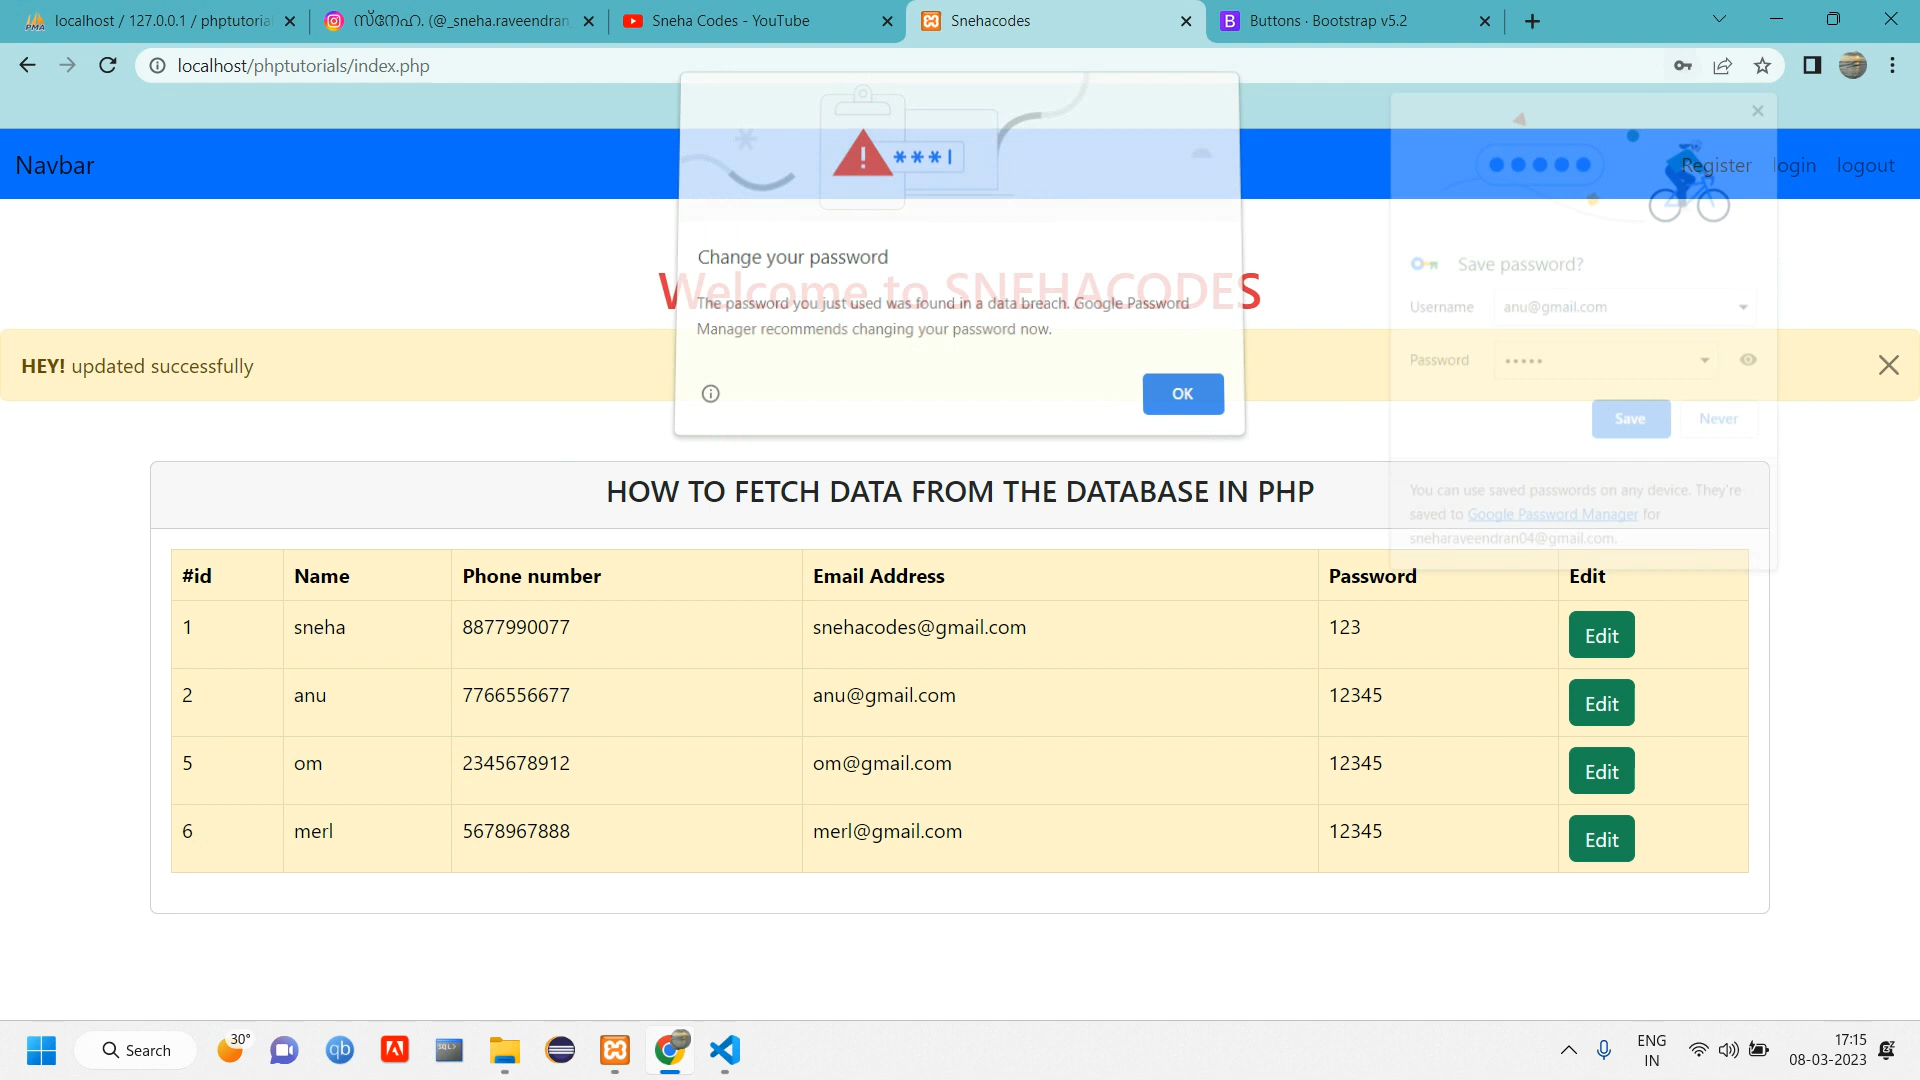 localhost / 127.0.0.1 / phptutorial
സ്നേഹ. (@_sneha.raveendran
Sneha Codes - YouTube
Snehacodes
Buttons · Bootstrap v5.2
localhost/phptutorials/index.php
Navbar
Register login logout
***|
Change your password
Welcome to SNEHACODES
The password you just used was found in a data breach. Google Password
Manager recommends changing your password now.
OK
Save password?
Username anu@gmail.com
Password •••••
Save Never
You can use saved passwords on any device. They're
saved to Google Password Manager for
sneharaveendran04@gmail.com.
HEY! updated successfully
HOW TO FETCH DATA FROM THE DATABASE IN PHP
#id Name Phone number Email Address Password Edit
1 sneha 8877990077 snehacodes@gmail.com 123 Edit
2 anu 7766556677 anu@gmail.com 12345 Edit
5 om 2345678912 om@gmail.com 12345 Edit
6 merl 5678967888 merl@gmail.com 12345 Edit
Search
30°
qb
SQL>
ENG
IN
17:15
08-03-2023